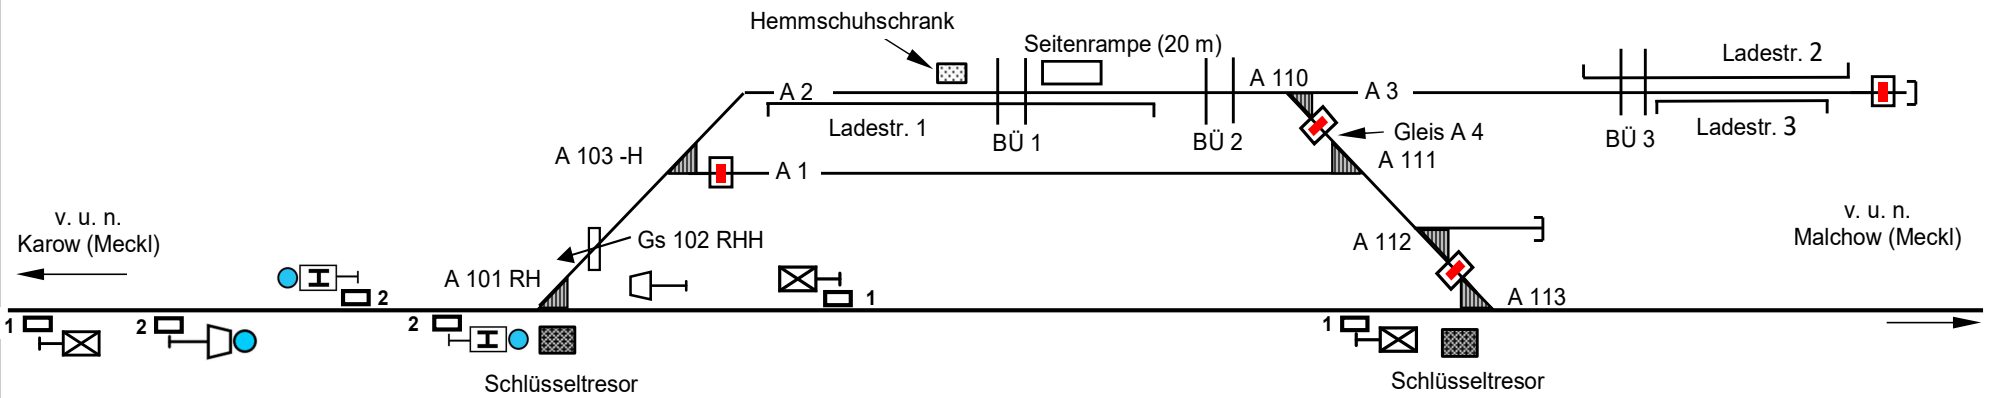 Hemmschuhschrank
Seitenrampe (20 m)
Ladestr. 2
A 110
A 2
A 3
Ladestr. 1
BÜ 1
BÜ 2
Gleis A 4
BÜ 3
Ladestr. 3
A 103 -H
A 111
A 1
v. u. n.
Karow (Meckl)
v. u. n.
Malchow (Meckl)
Gs 102 RHH
A 112
A 101 RH
2
1
A 113
1
2
2
1
Schlüsseltresor
Schlüsseltresor